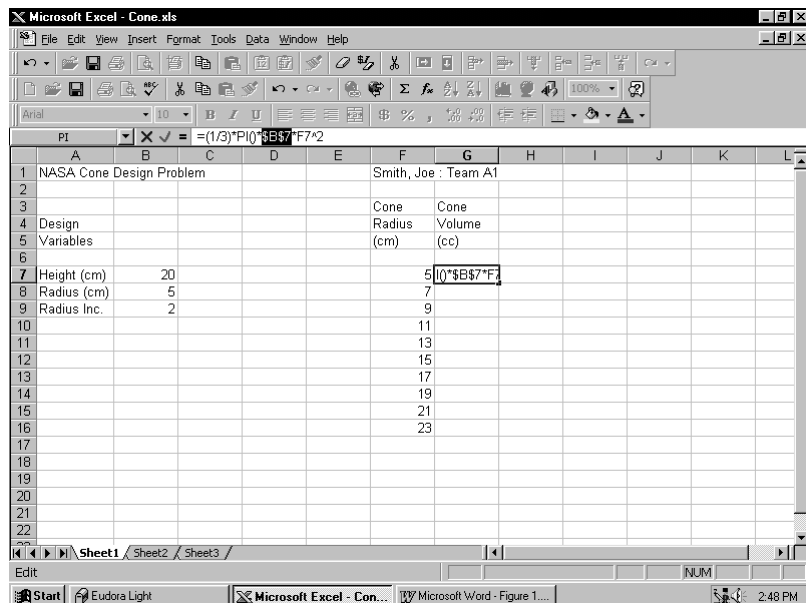 Microsoft Excel - Cone.xls
File Edit View Insert Format Tools Data Window Help
100%
Arial 10 B I U $ % ,
PI =(1/3)*PI()*$B$7*F7^2
A B C D E F G H I J K L
1 NASA Cone Design Problem Smith, Joe : Team A1
2
3 Cone Cone
4 Design Radius Volume
5 Variables (cm) (cc)
6
7 Height (cm) 20 5 I()*$B$7*F7
8 Radius (cm) 5 7
9 Radius Inc. 2 9
10 11
11 13
12 15
13 17
14 19
15 21
16 23
17
18
19
20
21
22
Sheet1 Sheet2 Sheet3
Edit NUM
Start Eudora Light Microsoft Excel - Con... Microsoft Word - Figure 1.... 2:48 PM